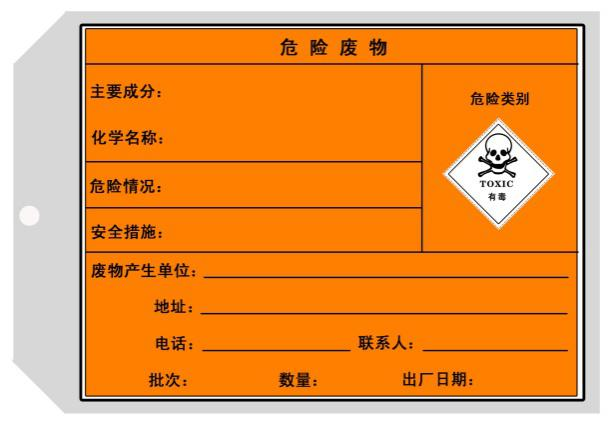 危险废物
主要成分：
危险类别
化学名称：
TOXIC
有毒
危险情况：
安全措施：
废物产生单位：
地址：
电话： 联系人：
批次： 数量： 出厂日期：